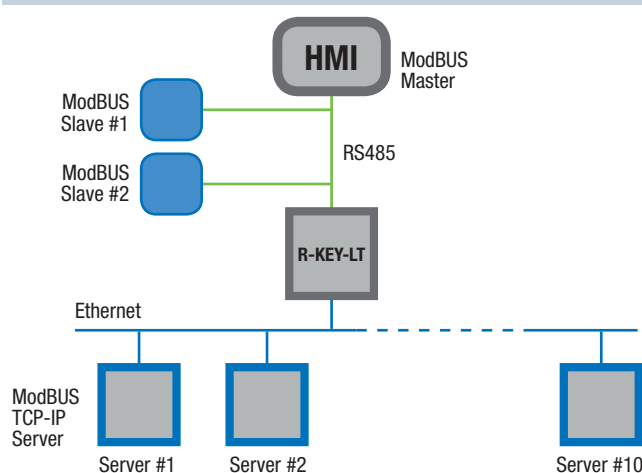 HMI
ModBUS
Master
ModBUS
Slave #1
ModBUS
Slave #2
RS485
R-KEY-LT
Ethernet
ModBUS
TCP-IP
Server
Server #1
Server #2
Server #10